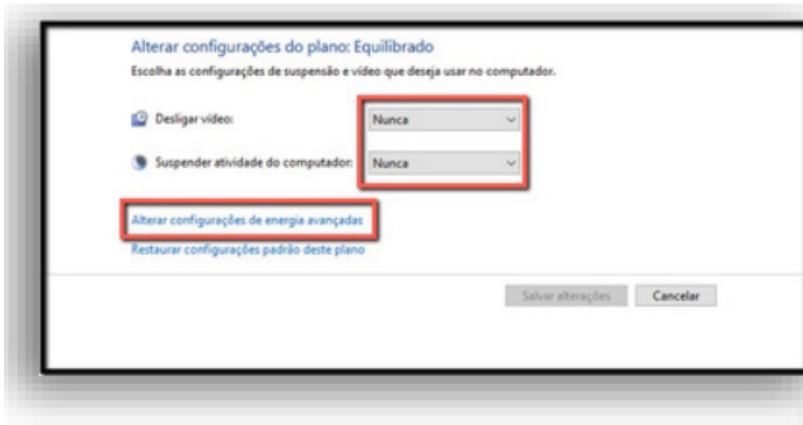 Alterar configurações do plano: Equilibrado
Escolha as configurações de suspensão e vídeo que deseja usar no computador.
Desligar vídeo: Nunca
Suspender atividade do computador: Nunca
Alterar configurações de energia avançadas
Restaurar configurações padrão deste plano
Salvar alterações Cancelar